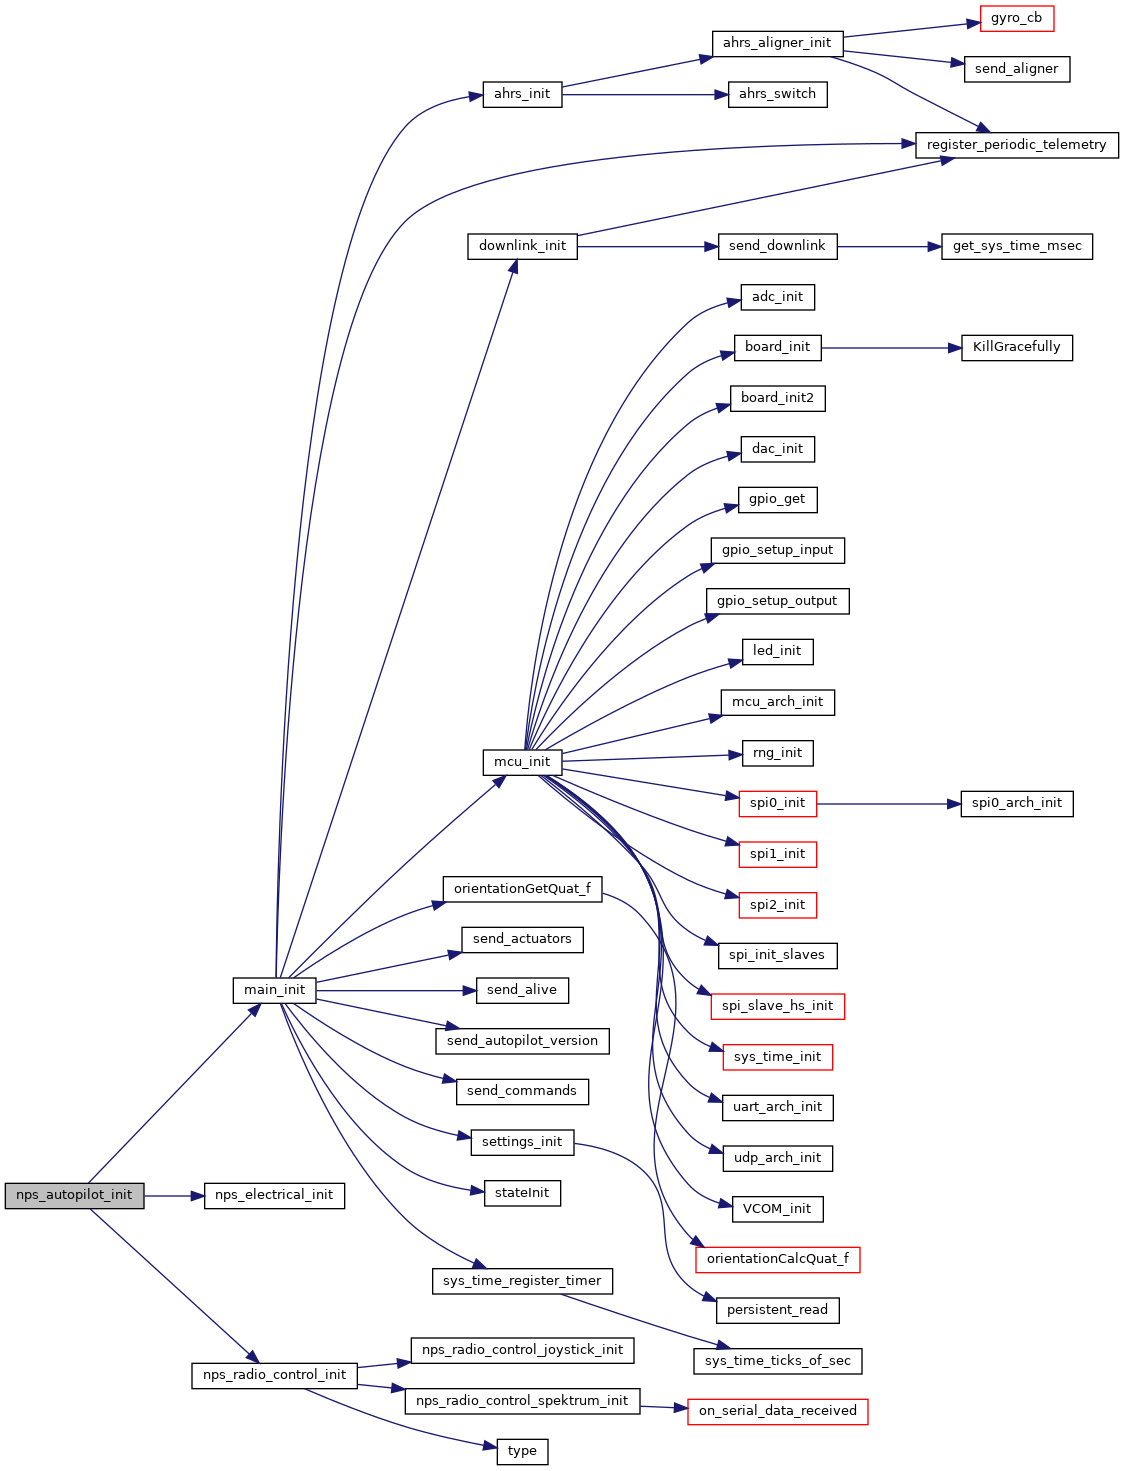 gyro_cb
ahrs_aligner_init
send_aligner
ahrs_init
ahrs_switch
register_periodic_telemetry
downlink_init
send_downlink
get_sys_time_msec
adc_init
board_init
KillGracefully
board_init2
dac_init
gpio_get
gpio_setup_input
gpio_setup_output
led_init
mcu_arch_init
mcu_init
rng_init
spi0_init
spi0_arch_init
spi1_init
orientationGetQuat_f
spi2_init
send_actuators
spi_init_slaves
main_init
send_alive
spi_slave_hs_init
send_autopilot_version
sys_time_init
send_commands
uart_arch_init
settings_init
udp_arch_init
nps_autopilot_init
nps_electrical_init
stateInit
VCOM_init
orientationCalcQuat_f
sys_time_register_timer
persistent_read
nps_radio_control_joystick_init
sys_time_ticks_of_sec
nps_radio_control_init
nps_radio_control_spektrum_init
on_serial_data_received
type